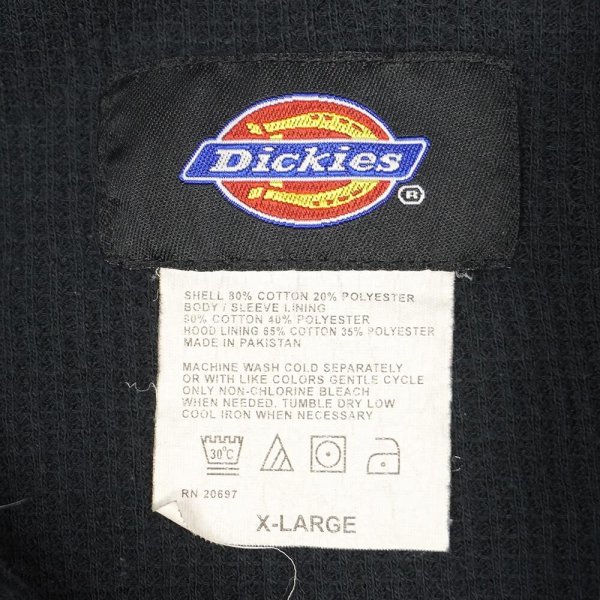 Dickies
®
SHELL 80% COTTON 20% POLYESTER
BODY / SLEEVE LINING
60% COTTON 40% POLYESTER
HOOD LINING 65% COTTON 35% POLYESTER
MADE IN PAKISTAN
MACHINE WASH COLD SEPARATELY
OR WITH LIKE COLORS GENTLE CYCLE
ONLY NON-CHLORINE BLEACH
WHEN NEEDED. TUMBLE DRY LOW
COOL IRON WHEN NECESSARY
30°C
RN 20697
X-LARGE